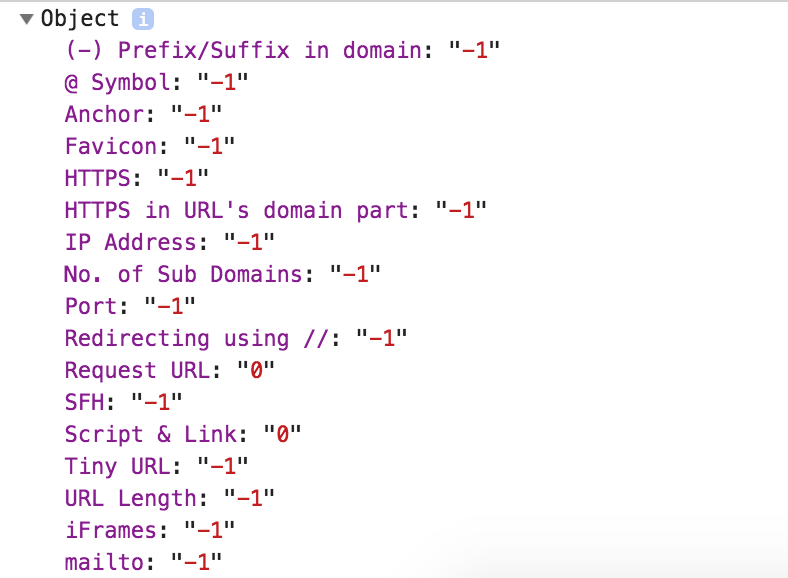 ▼Object i
(-) Prefix/Suffix in domain: "-1"
@ Symbol: "-1"
Anchor: "-1"
Favicon: "-1"
HTTPS: "-1"
HTTPS in URL's domain part: "-1"
IP Address: "-1"
No. of Sub Domains: "-1"
Port: "-1"
Redirecting using //: "-1"
Request URL: "0"
SFH: "-1"
Script & Link: "0"
Tiny URL: "-1"
URL Length: "-1"
iFrames: "-1"
mailto: "-1"